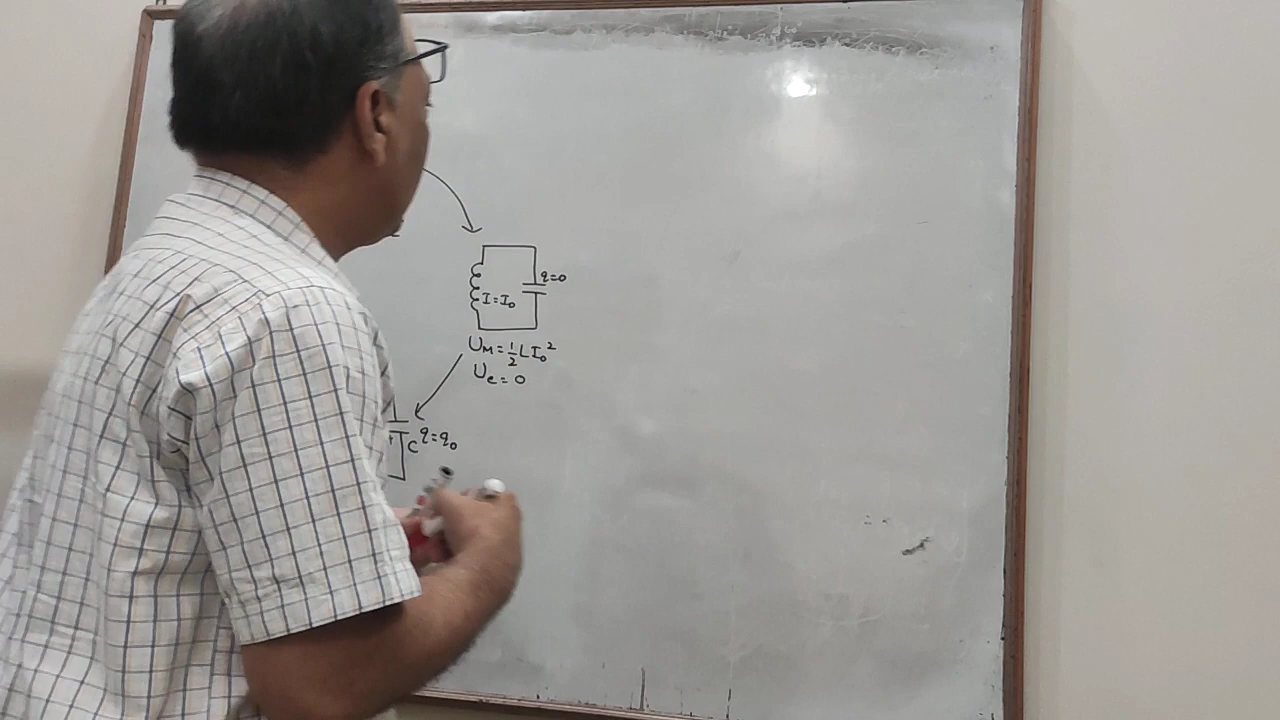 q=0
I=I₀
U_M=½LI₀²
U_e=0
+ C q=q₀